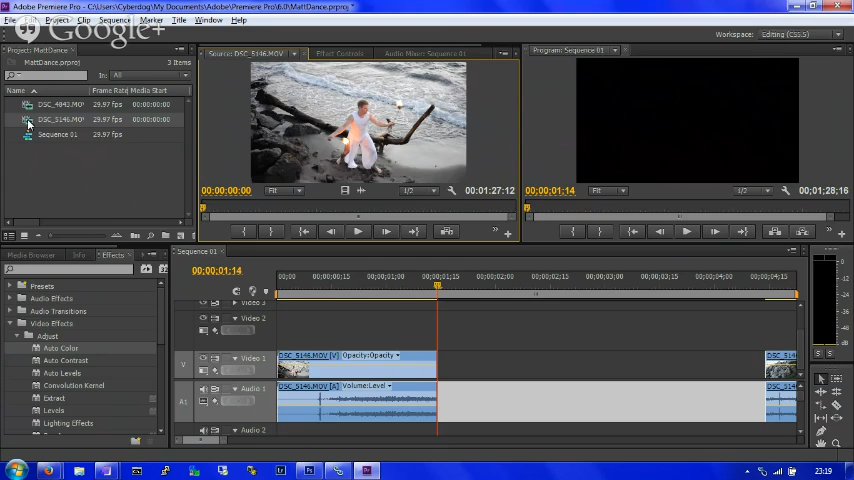 Adobe Premiere Pro - C:\Users\Cyberdog\My Documents\Adobe\Premiere Pro\6.0\MattDance.prproj *
File Edit Project Clip Sequence Marker Title Window Help
Google+
Workspace: Editing (CS5.5)
Project: MattDance
Source: DSC_5146.MOV
Effect Controls
Audio Mixer: Sequence 01
Program: Sequence 01
MattDance.prproj
3 Items
In: All
Name
Frame Rate
Media Start
DSC_4843.MOV
29.97 fps
00:00:00:00
DSC_5146.MOV
29.97 fps
00:00:00:00
Sequence 01
29.97 fps
00:00:00:00
Fit
1/2
00:01:27:12
00:00:01:14
Fit
1/2
00:01:28;16
Media Browser
Info
Effects
Sequence 01
00:00:01:14
00:00
00:00:00:15
00:00:01:00
00:00:01:15
00:00:02:00
00:00:02:15
00:00:03:00
00:00:03:15
00:00:04:00
00:00:04:15
Presets
Audio Effects
Audio Transitions
Video Effects
Adjust
Auto Color
Auto Contrast
Auto Levels
Convolution Kernel
Extract
Levels
Lighting Effects
Video 3
Video 2
V
Video 1
DSC_5146.MOV [V] Opacity:Opacity
DSC_514
A1
Audio 1
DSC_5146.MOV [A] Volume:Level
DSC_514
Audio 2
S S
23:19